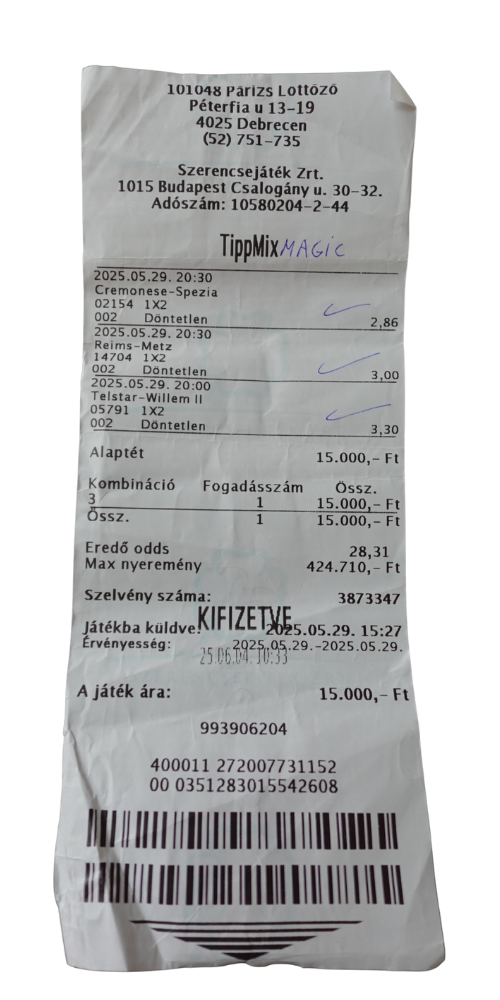 101048 Párizs Lottózó
Péterfia u 13-19
4025 Debrecen
(52) 751-735
Szerencsejáték Zrt.
1015 Budapest Csalogány u. 30-32.
Adószám: 10580204-2-44
TippMix MAGIC
2025.05.29. 20:30
Cremonese-Spezia
02154 1X2
002 Döntetlen 2,86
2025.05.29. 20:30
Reims-Metz
14704 1X2
002 Döntetlen 3,00
2025.05.29. 20:00
Telstar-Willem II
05791 1X2
002 Döntetlen 3,30
Alaptét 15.000,- Ft
Kombináció Fogadásszám Össz.
3 1 15.000,- Ft
Össz. 1 15.000,- Ft
Eredő odds 28,31
Max nyeremény 424.710,- Ft
Szelvény száma: 3873347
KIFIZETVE
Játékba küldve: 2025.05.29. 15:27
Érvényesség: 2025.05.29.-2025.05.29.
25.06.04. 10:33
A játék ára: 15.000,- Ft
993906204
400011 272007731152
00 0351283015542608